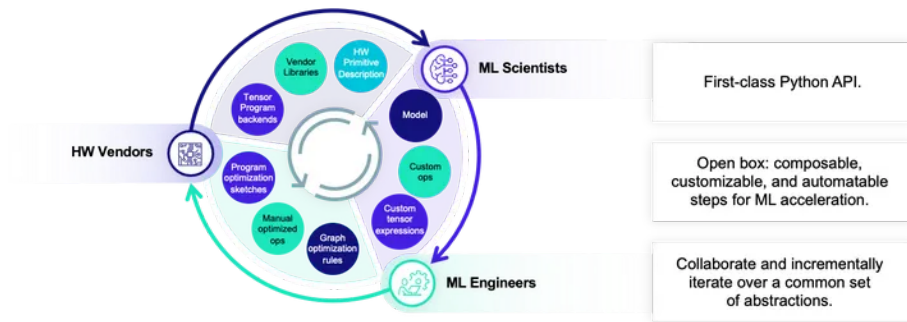 HW
Primitive
Description
Vendor
Libraries
Tensor
Program
backends
ML Scientists
Model
Custom
ops
Custom
tensor
expressions
HW Vendors
Program
optimization
sketches
Manual
optimized
ops
Graph
optimization
rules
ML Engineers
First-class Python API.
Open box: composable,
customizable, and automatable
steps for ML acceleration.
Collaborate and incrementally
iterate over a common set
of abstractions.